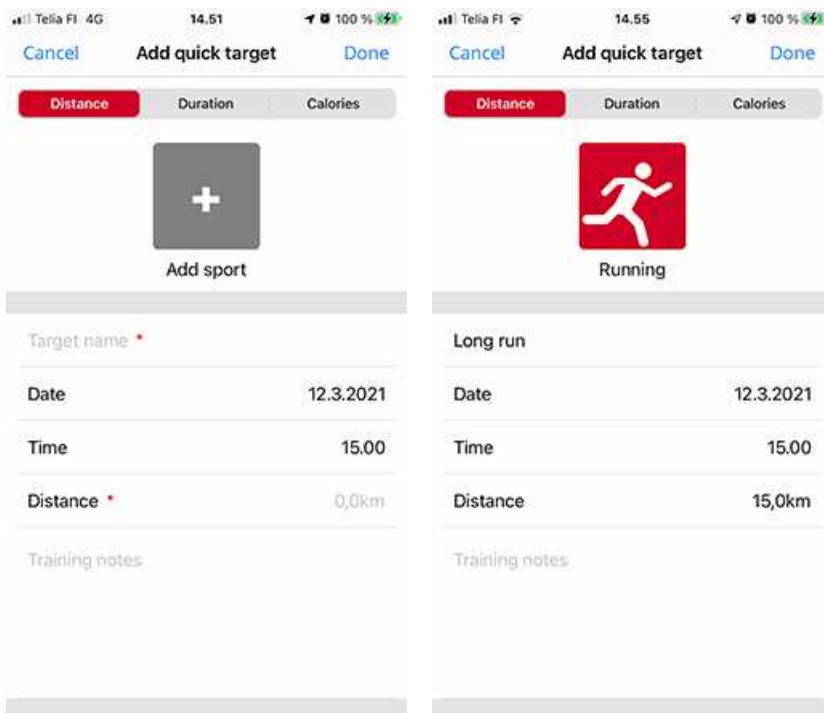 Telia FI 4G 14.51 100 %
Cancel Add quick target Done
Distance Duration Calories
+
Add sport
Target name *
Date 12.3.2021
Time 15.00
Distance * 0,0km
Training notes
Telia FI 14.55 100 %
Cancel Add quick target Done
Distance Duration Calories
Running
Long run
Date 12.3.2021
Time 15.00
Distance 15,0km
Training notes